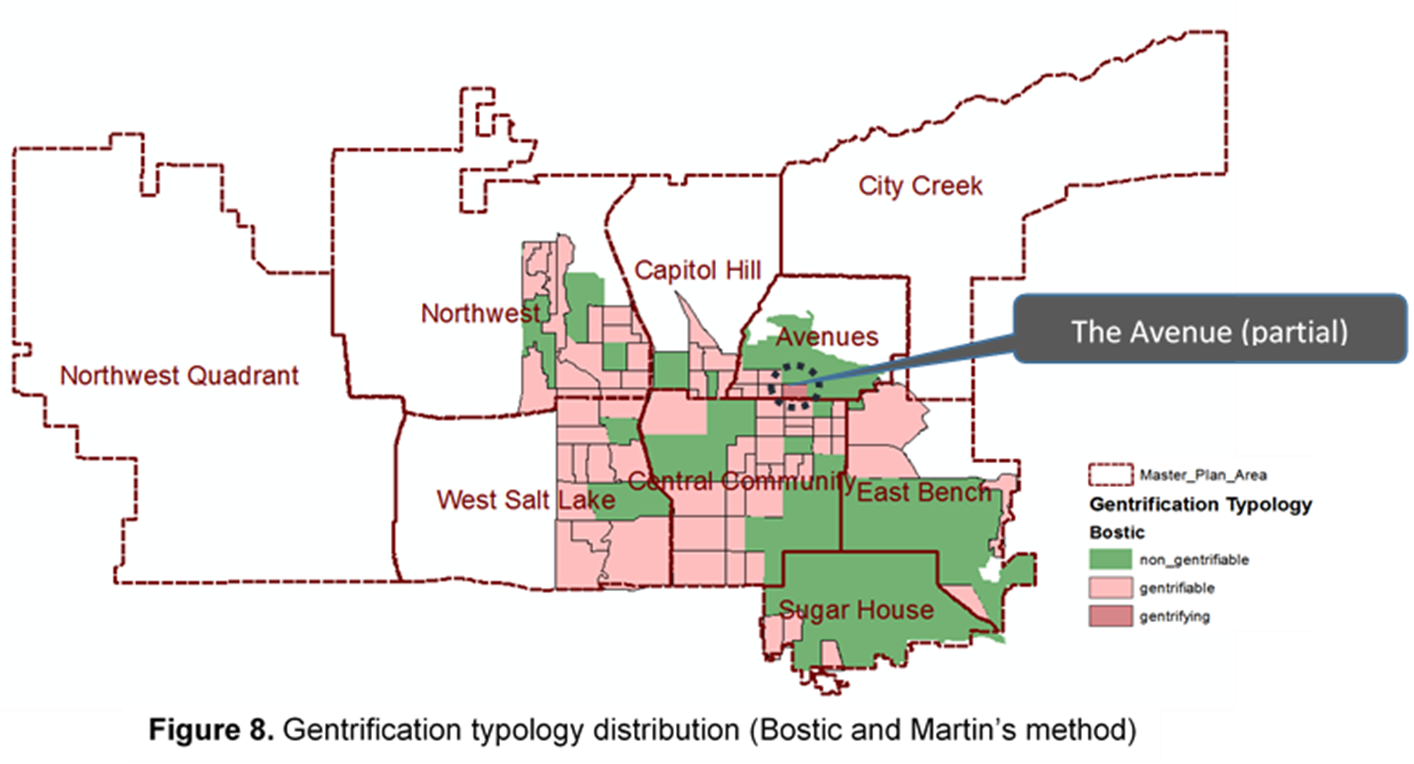 City Creek
Capitol Hill
Northwest
Avenues
The Avenue (partial)
Northwest Quadrant
Central Community
West Salt Lake
East Bench
Sugar House
Master_Plan_Area
Gentrification Typology
Bostic
non_gentrifiable
gentrifiable
gentrifying
Figure 8. Gentrification typology distribution (Bostic and Martin's method)